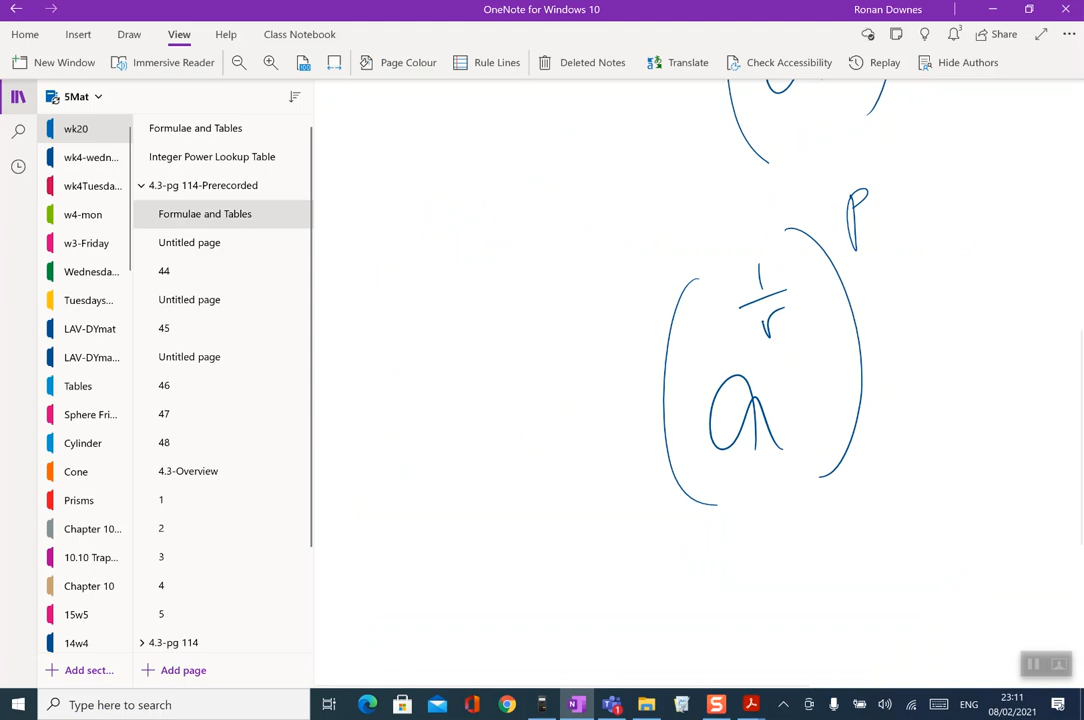 OneNote for Windows 10
Ronan Downes
Home Insert Draw View Help Class Notebook
3
Share
New Window Immersive Reader Page Colour Rule Lines Deleted Notes Translate Check Accessibility Replay Hide Authors
5Mat
wk20
wk4-wedn...
wk4Tuesda...
w4-mon
w3-Friday
Wednesda...
Tuesdays...
LAV-DYmat
LAV-DYma...
Tables
Sphere Fri...
Cylinder
Cone
Prisms
Chapter 10...
10.10 Trap...
Chapter 10
15w5
14w4
Add sect...
Formulae and Tables
Integer Power Lookup Table
4.3-pg 114-Prerecorded
Formulae and Tables
Untitled page
44
Untitled page
45
Untitled page
46
47
48
4.3-Overview
1
2
3
4
5
4.3-pg 114
Add page
(a^(1/r))^p
Type here to search
1
ENG
23:11
08/02/2021